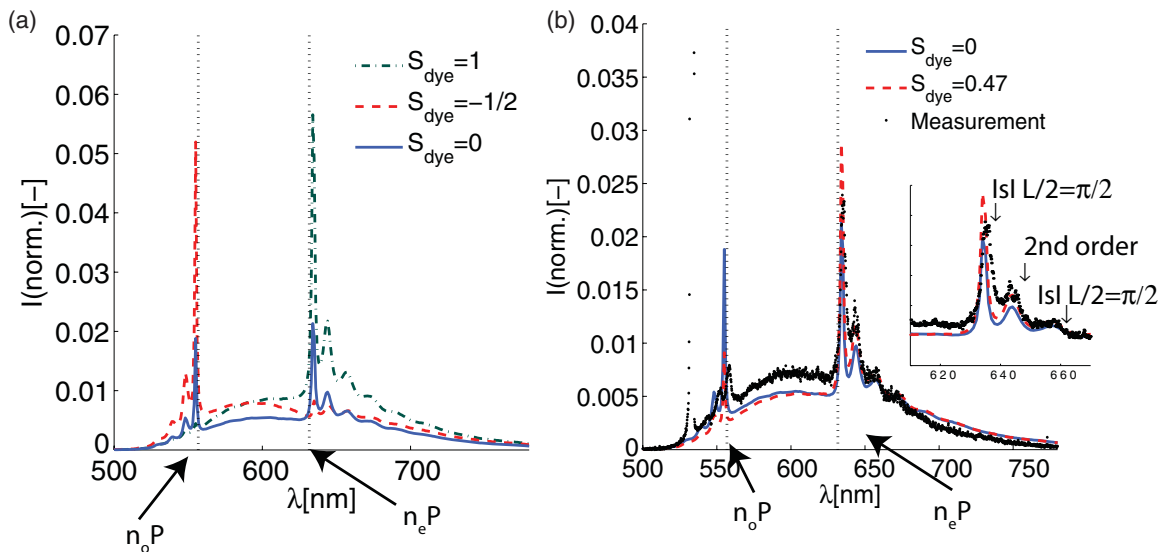 (a)
0.07
0.06
0.05
0.04
0.03
0.02
0.01
0
I(norm.)[-]
500
600
700
λ[nm]
S_dye=1
S_dye=-1/2
S_dye=0
n_oP
n_eP
(b)
0.04
0.035
0.03
0.025
0.02
0.015
0.01
0.005
0
I(norm.)[-]
500
550
600
650
700
750
λ[nm]
S_dye=0
S_dye=0.47
Measurement
|s| L/2=π/2
↓
2nd order
↓
|s| L/2=π/2
↓
620
640
660
n_oP
n_eP